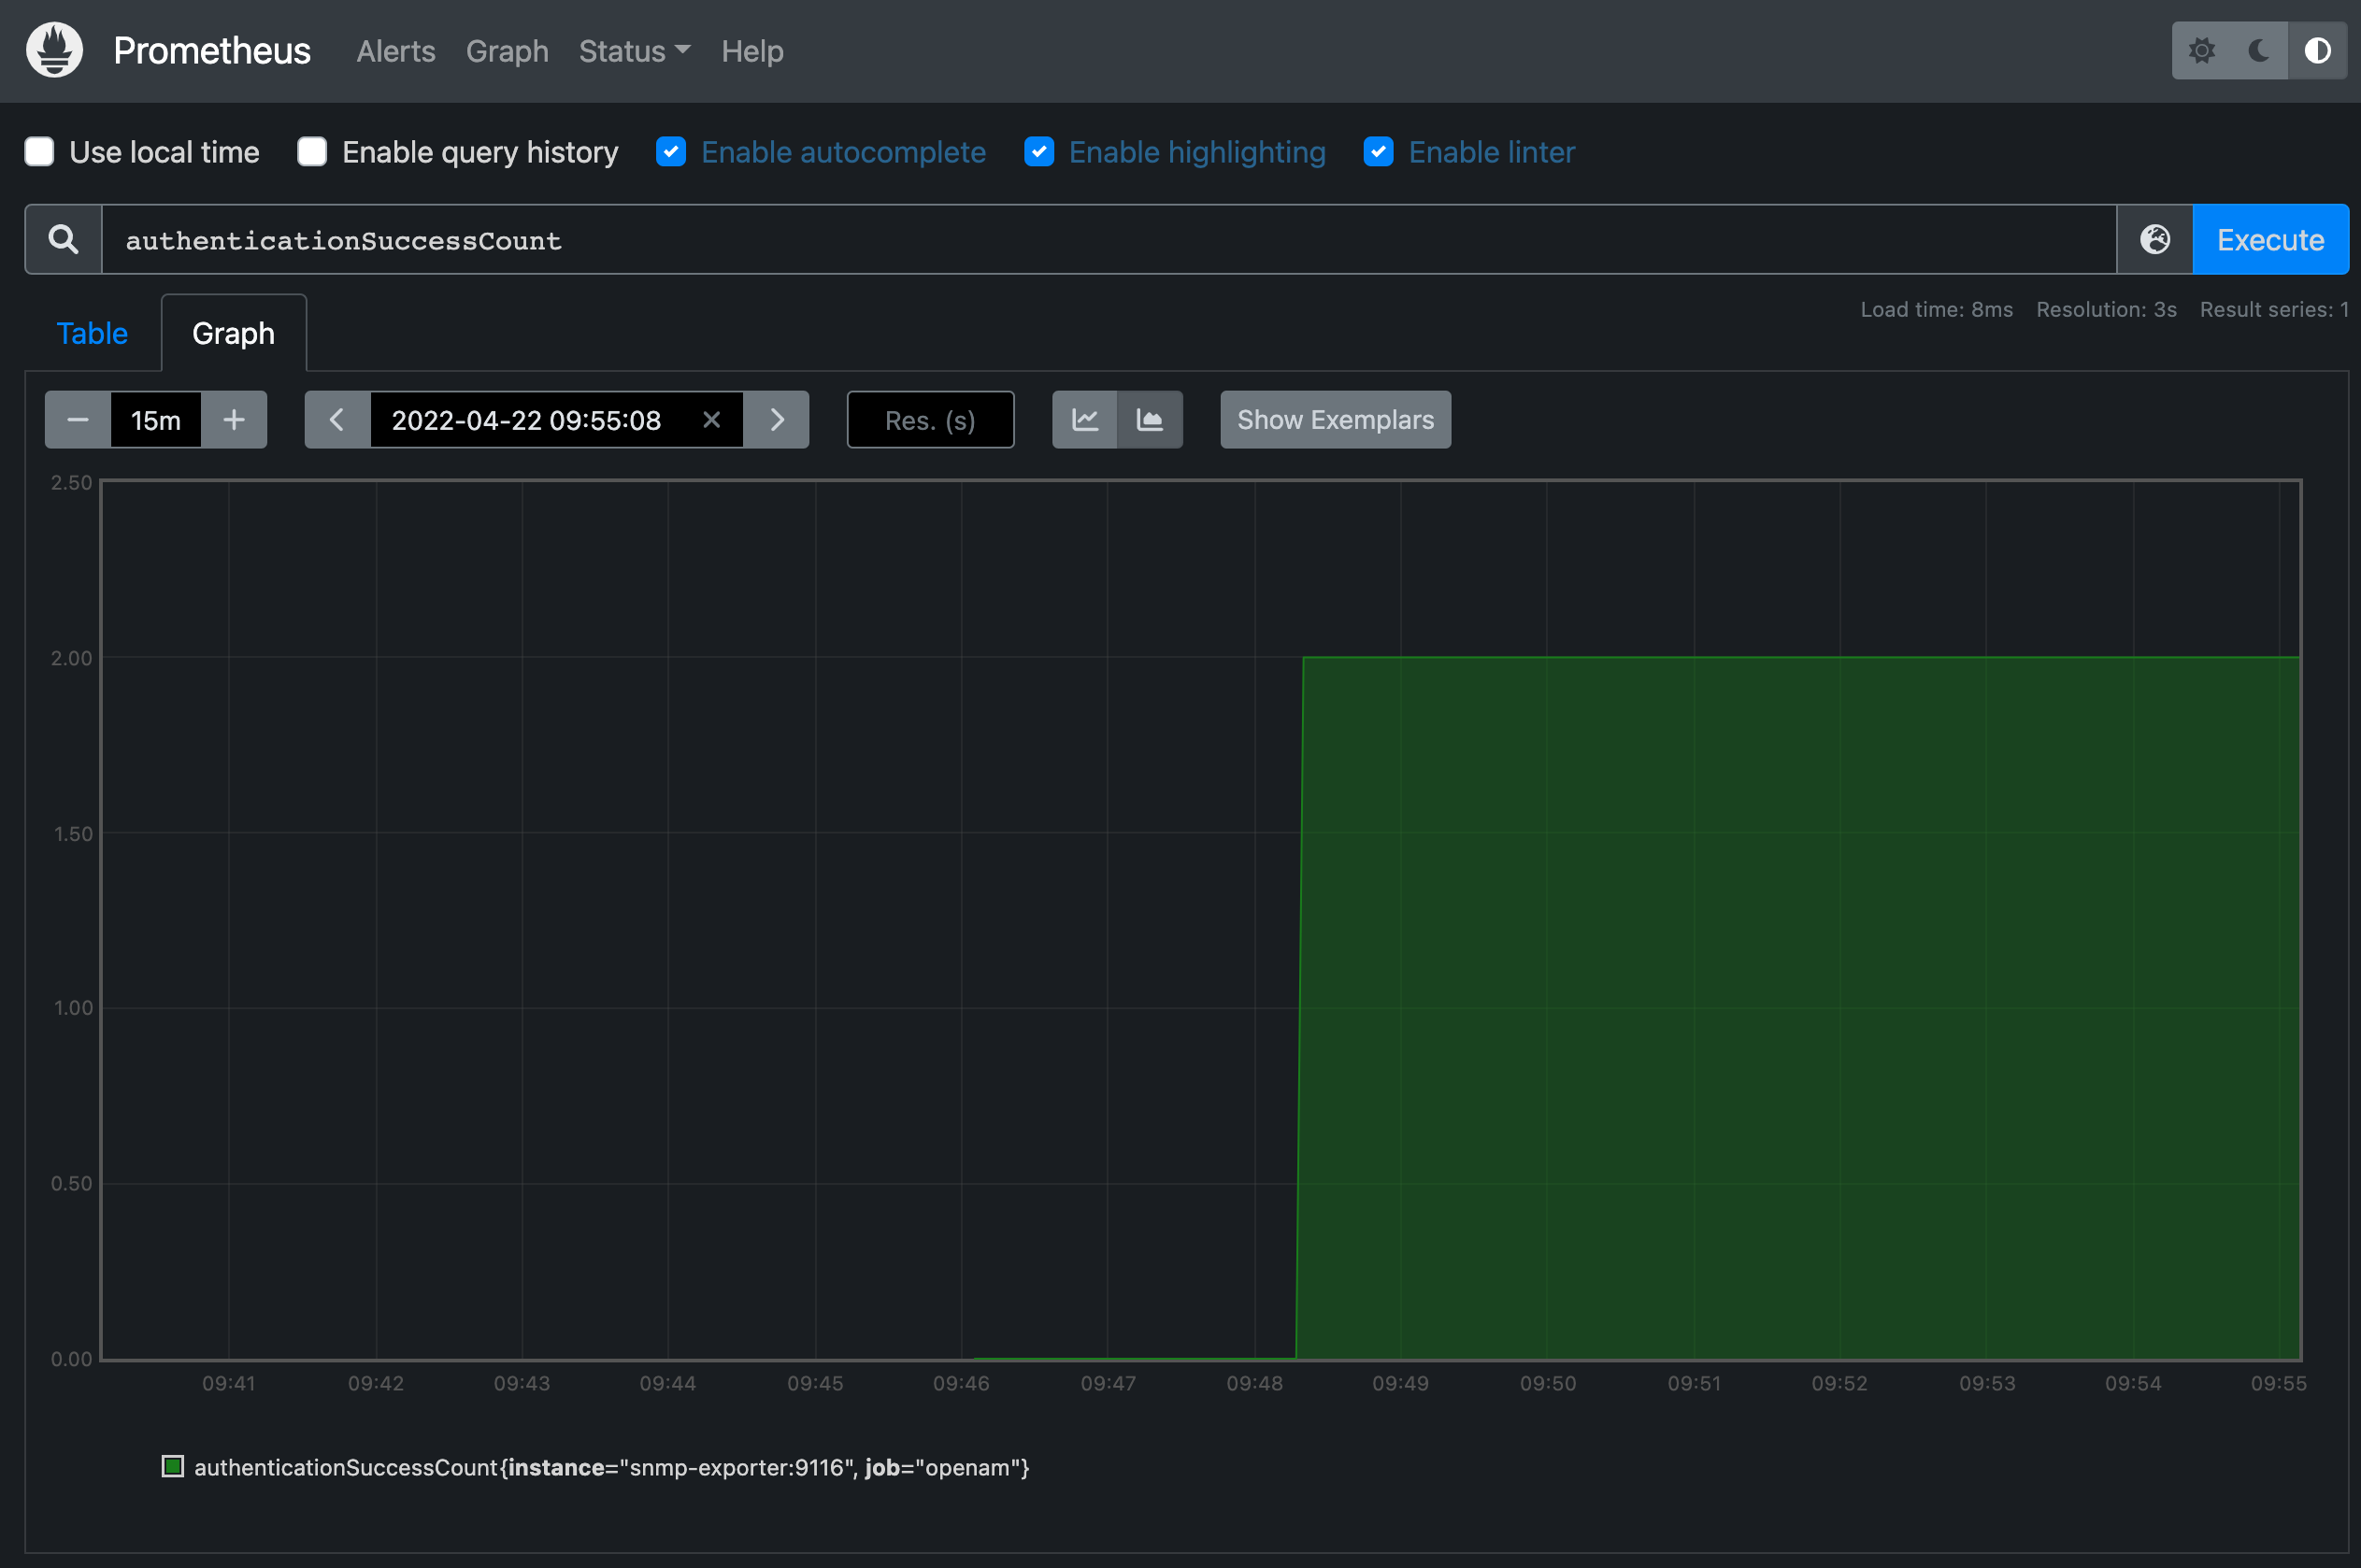 Prometheus Alerts Graph Status Help
Use local time Enable query history Enable autocomplete Enable highlighting Enable linter
authenticationSuccessCount Execute
Load time: 8ms Resolution: 3s Result series: 1
Table Graph
15m 2022-04-22 09:55:08 Res. (s) Show Exemplars
2.50
2.00
1.50
1.00
0.50
0.00
09:41 09:42 09:43 09:44 09:45 09:46 09:47 09:48 09:49 09:50 09:51 09:52 09:53 09:54 09:55
authenticationSuccessCount{instance="snmp-exporter:9116", job="openam"}